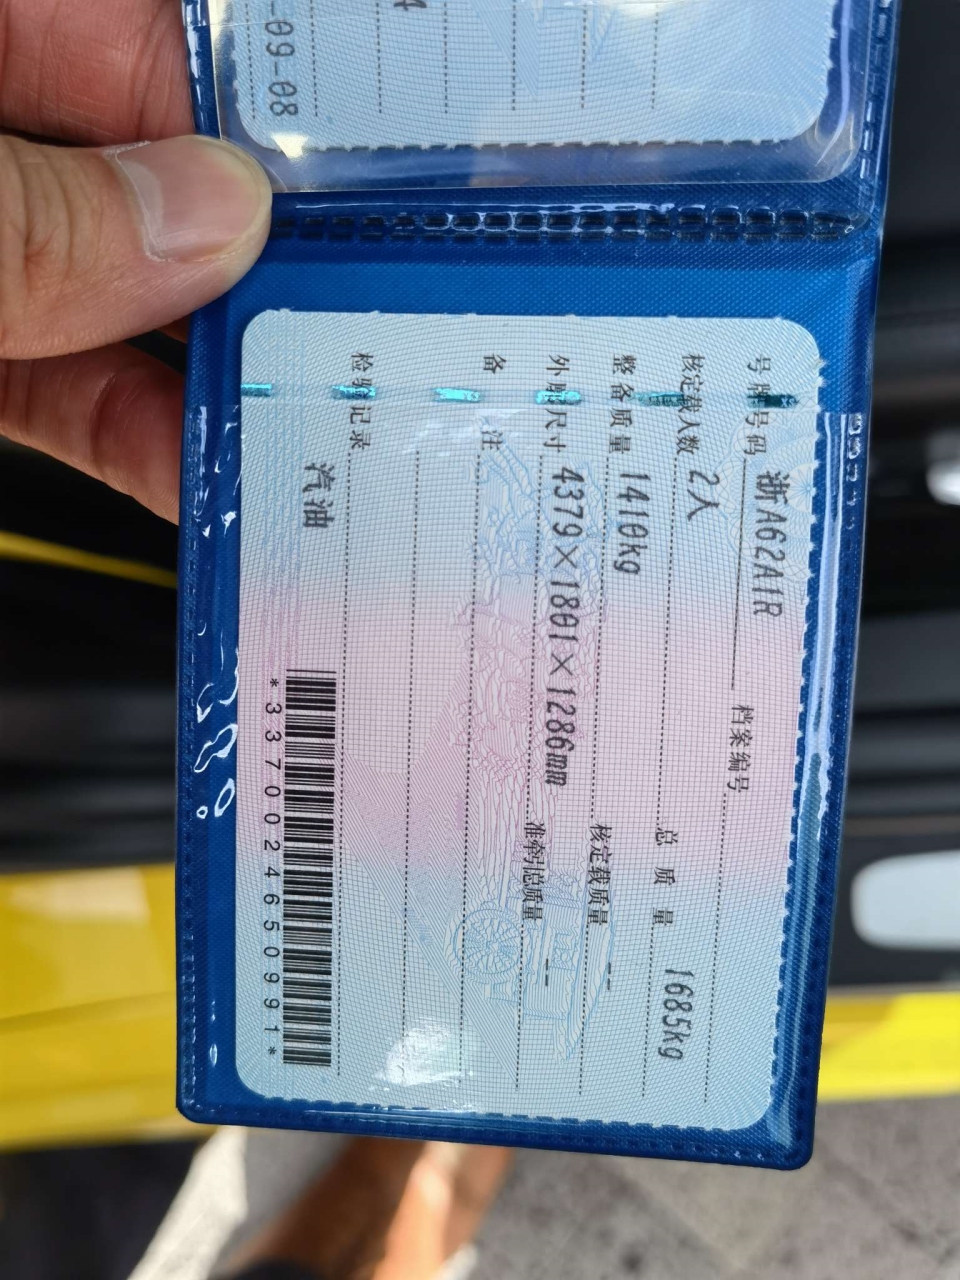 -09-08
号牌号码 浙A62A1R 档案编号
核定载人数 2人 总质量 1685kg
整备质量 1410kg 核定载质量 --
外廓尺寸 4379×1801×1286mm 准牵引总质量 --
备注
检验记录
汽油
*3370024650991*